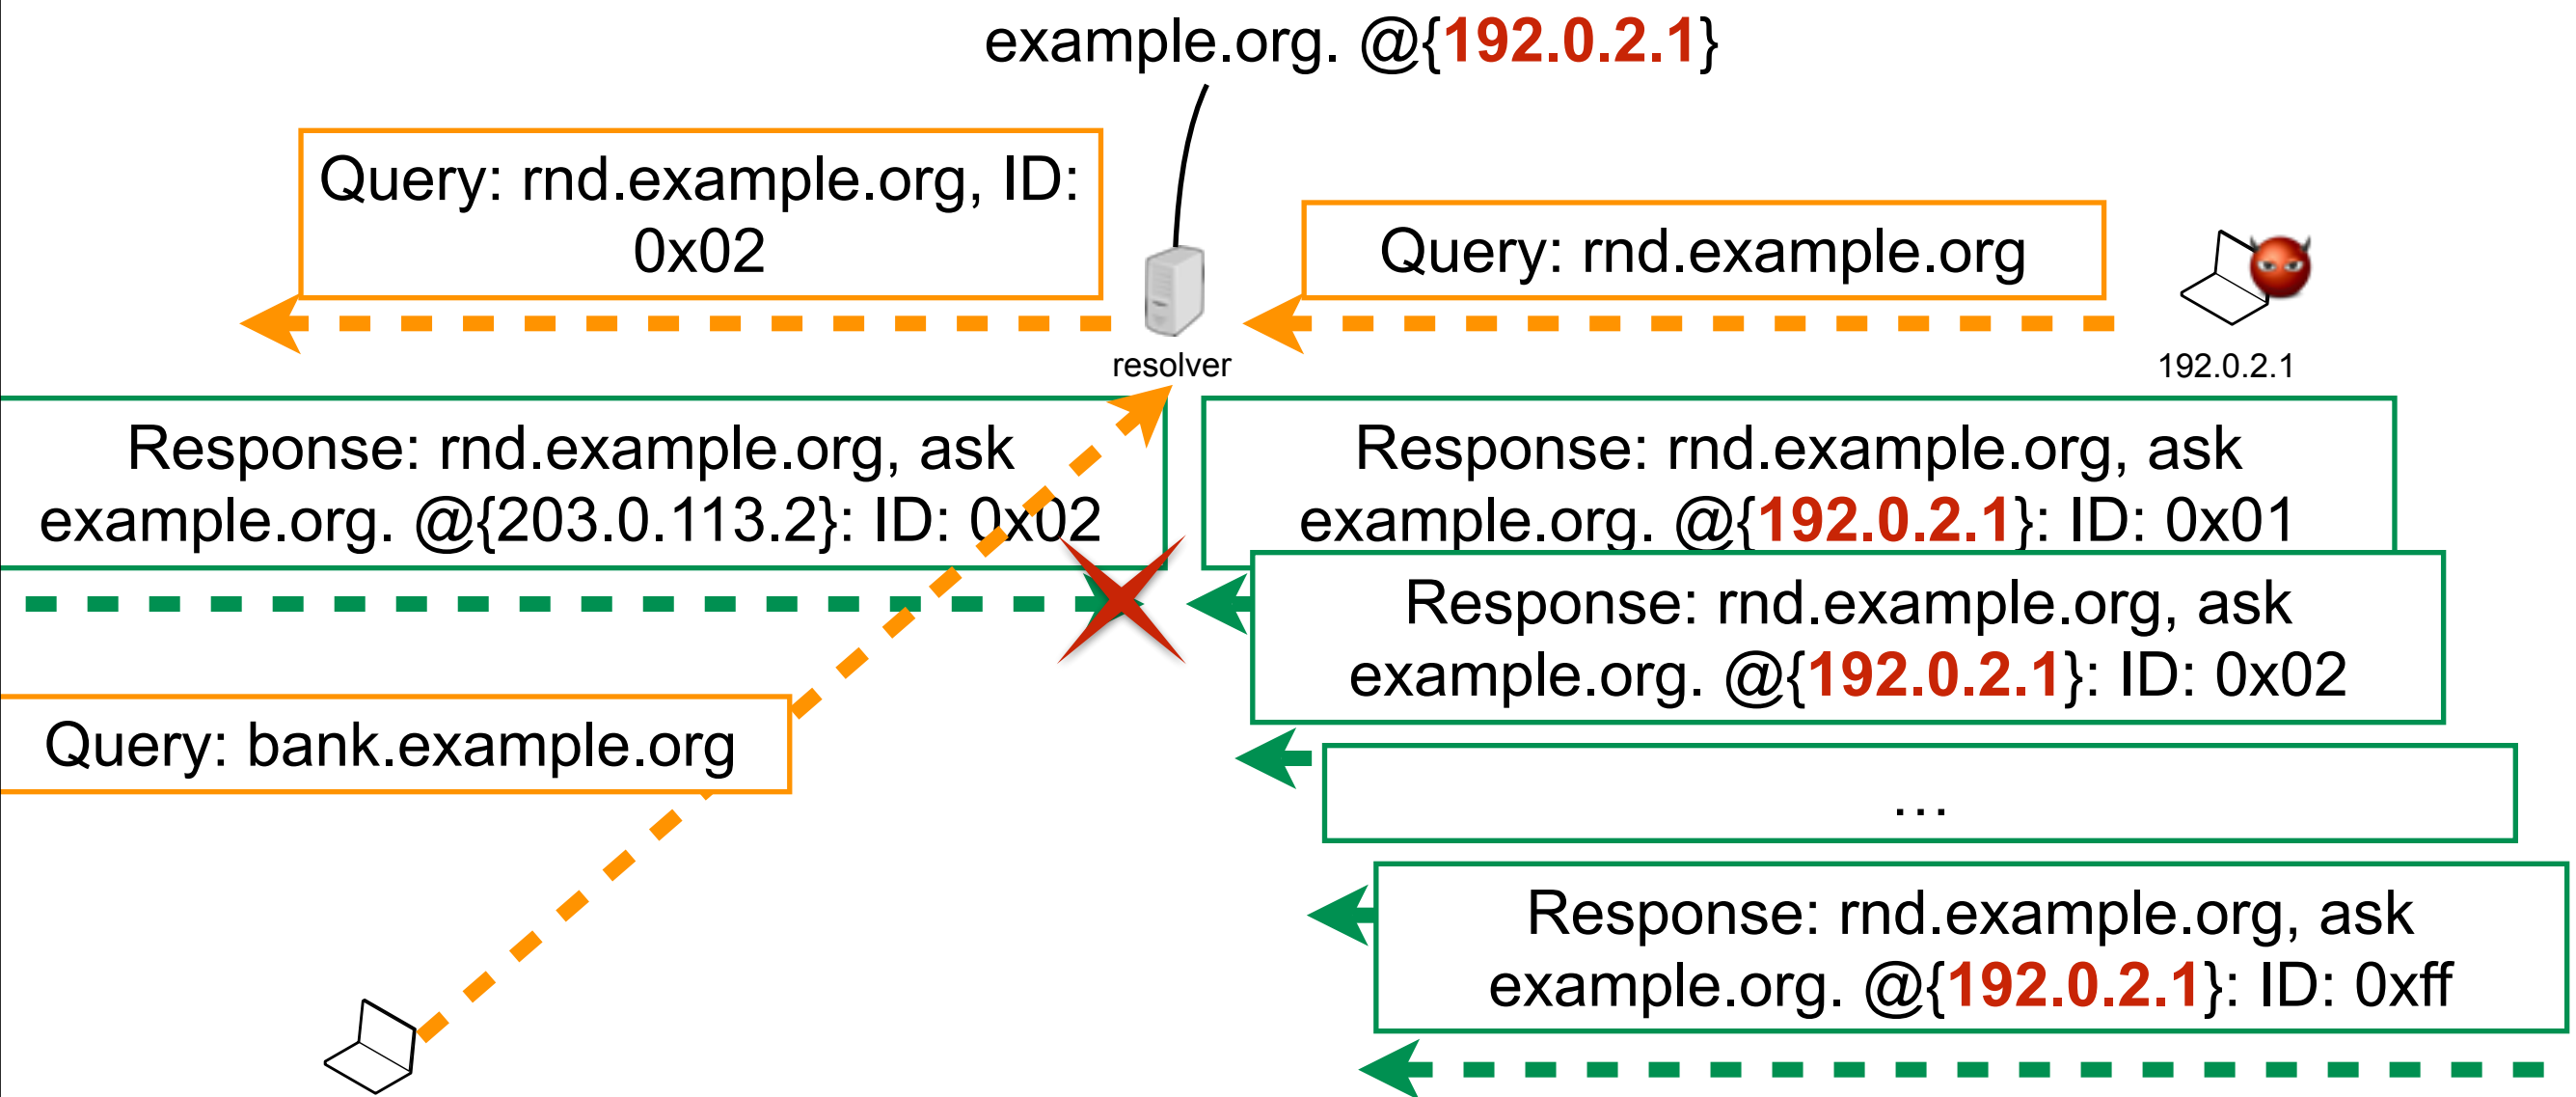 example.org. @{192.0.2.1}
Query: rnd.example.org, ID:
0x02
Query: rnd.example.org
resolver
192.0.2.1
Response: rnd.example.org, ask
example.org. @{203.0.113.2}: ID: 0x02
Response: rnd.example.org, ask
example.org. @{192.0.2.1}: ID: 0x01
Response: rnd.example.org, ask
example.org. @{192.0.2.1}: ID: 0x02
Query: bank.example.org
…
Response: rnd.example.org, ask
example.org. @{192.0.2.1}: ID: 0xff